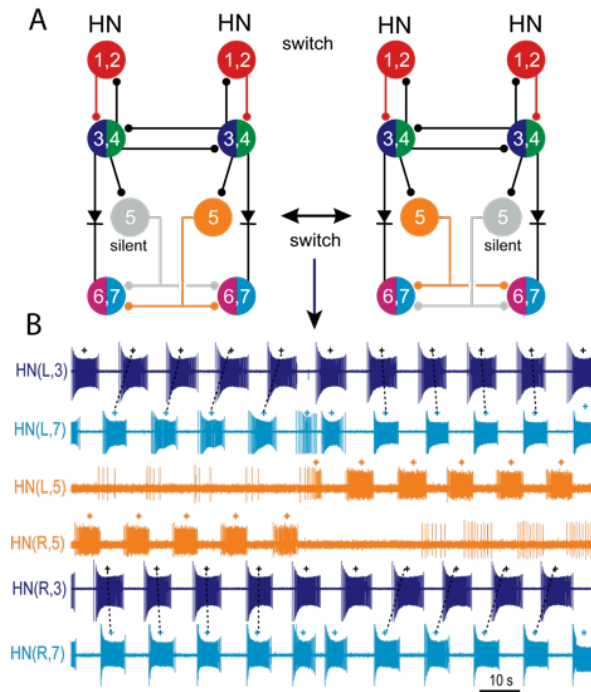 A
HN HN switch HN HN
1,2 1,2 1,2 1,2
3,4 3,4 3,4 3,4
5 5 5 5
silent switch silent
6,7 6,7 6,7 6,7
B
HN(L,3)
HN(L,7)
HN(L,5)
HN(R,5)
HN(R,3)
HN(R,7)
10 s